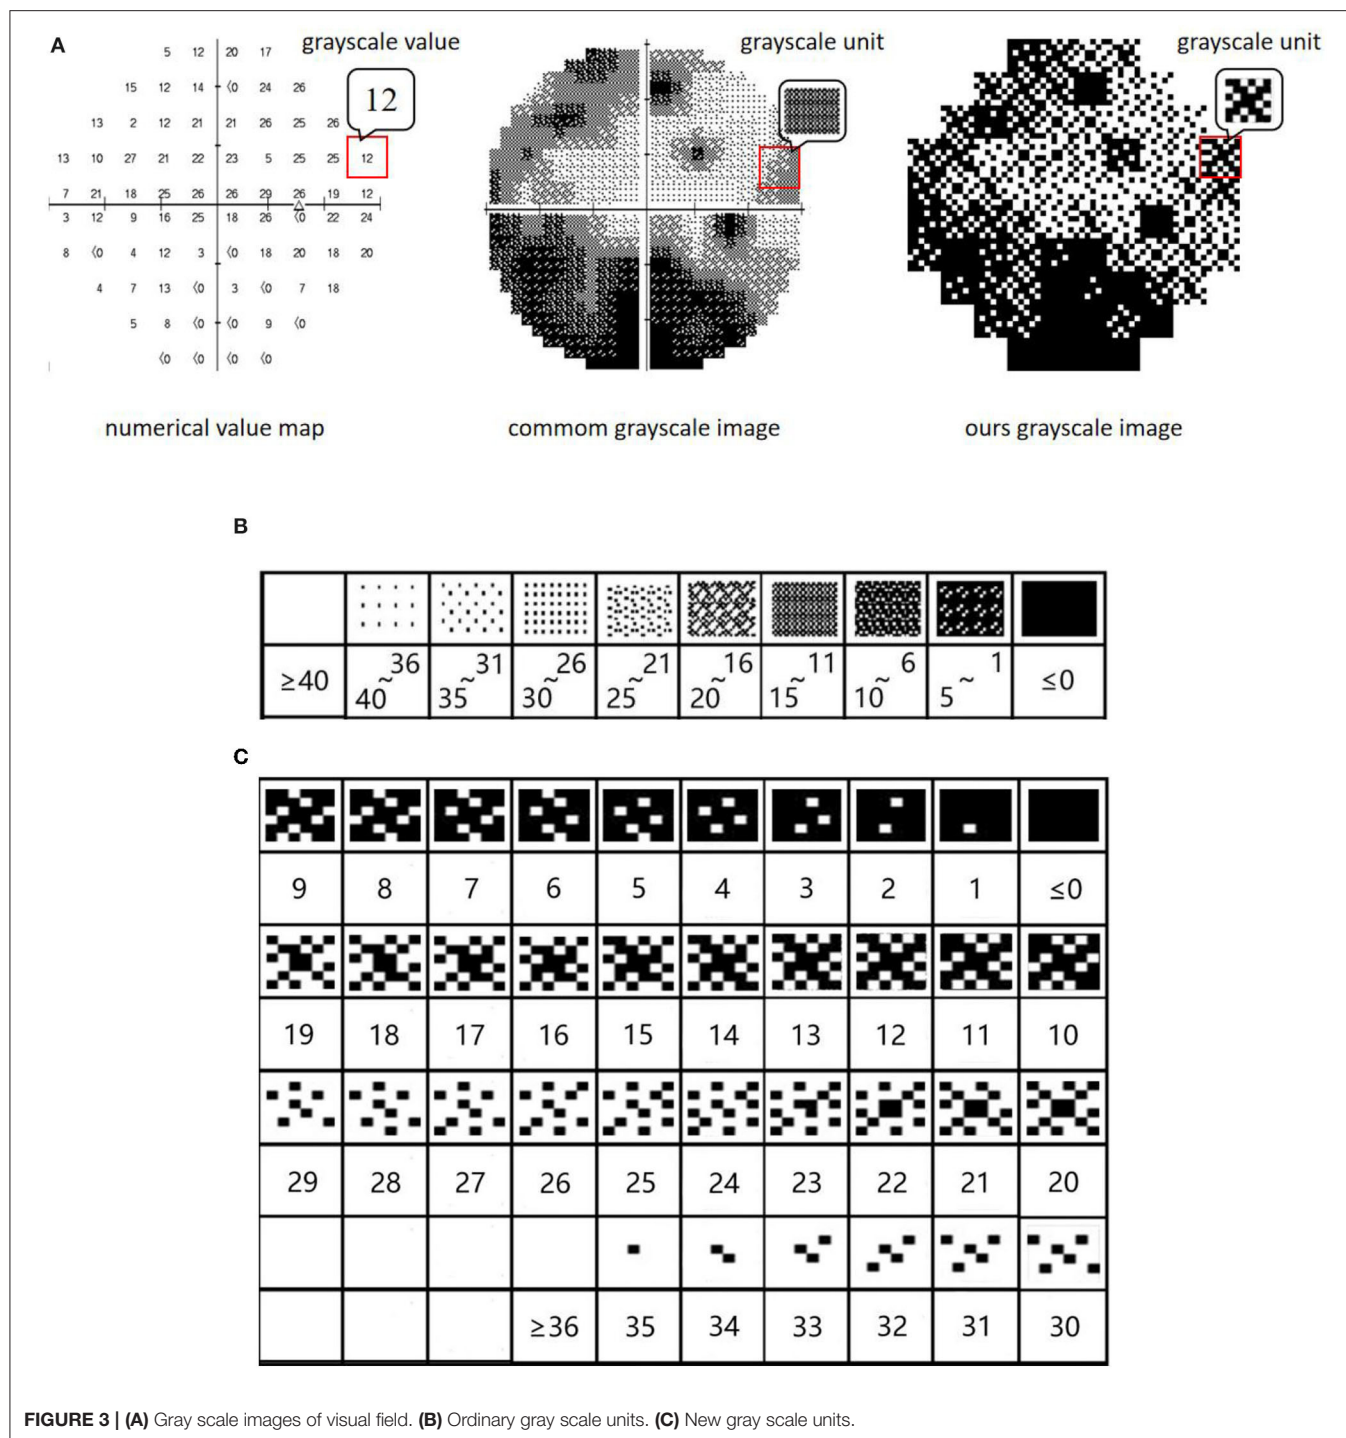 A
grayscale value
grayscale unit
grayscale unit
12
5 12 20 17
15 12 14 〈0 24 26
13 2 12 21 21 26 25 26
13 10 27 21 22 23 5 25 25 12
7 21 18 25 26 26 29 26 19 12
3 12 9 16 25 18 26 〈0 22 24
8 〈0 4 12 3 〈0 18 20 18 20
4 7 13 〈0 3 〈0 7 18
5 8 〈0 〈0 9 〈0
〈0 〈0 〈0 〈0
numerical value map
commom grayscale image
ours grayscale image
B
≥40 40~36 35~31 30~26 25~21 20~16 15~11 10~6 5~1 ≤0
C
9 8 7 6 5 4 3 2 1 ≤0
19 18 17 16 15 14 13 12 11 10
29 28 27 26 25 24 23 22 21 20
≥36 35 34 33 32 31 30
FIGURE 3 | (A) Gray scale images of visual field. (B) Ordinary gray scale units. (C) New gray scale units.